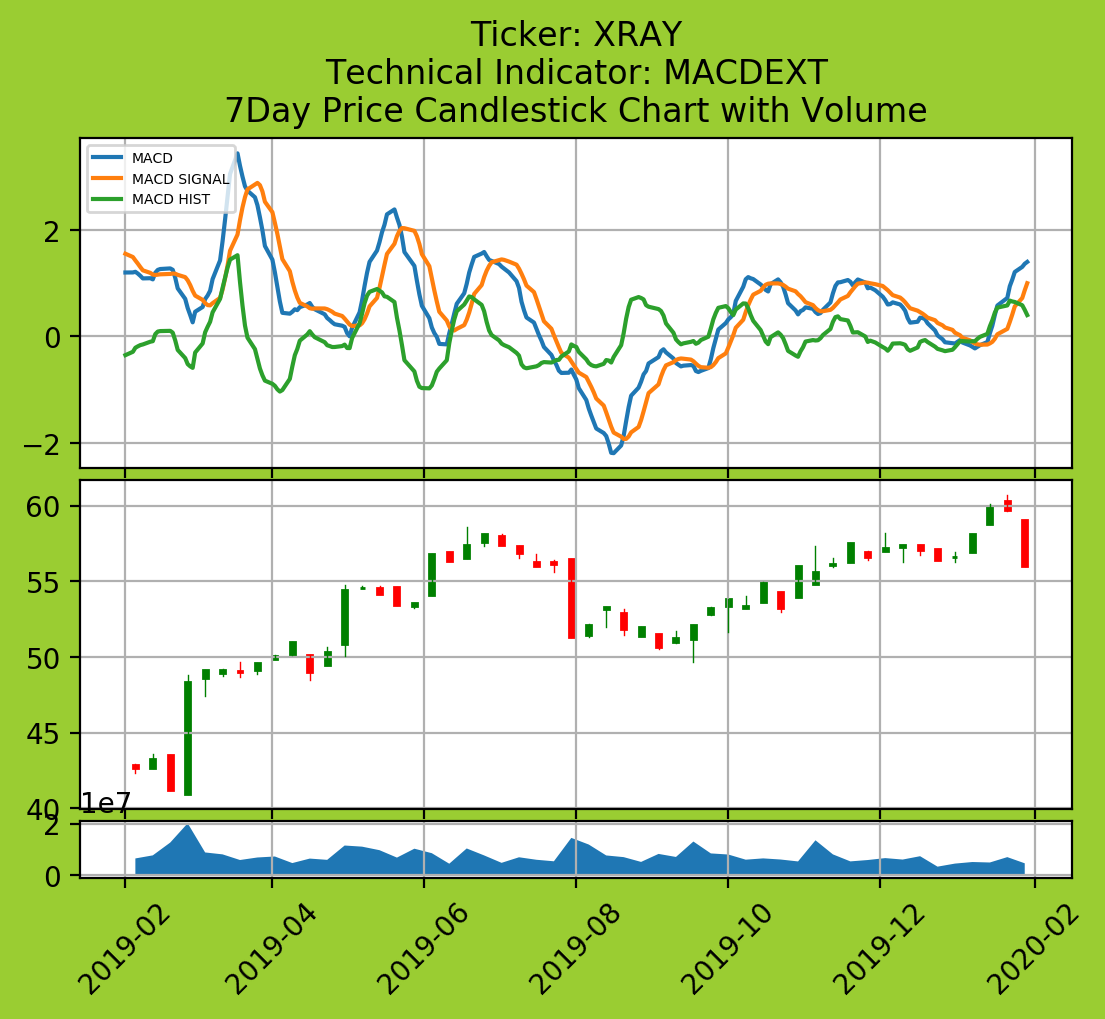 Ticker: XRAY
Technical Indicator: MACDEXT
7Day Price Candlestick Chart with Volume
MACD
MACD SIGNAL
MACD HIST
2
0
−2
60
55
50
45
40
1e7
2
0
2019-02
2019-04
2019-06
2019-08
2019-10
2019-12
2020-02